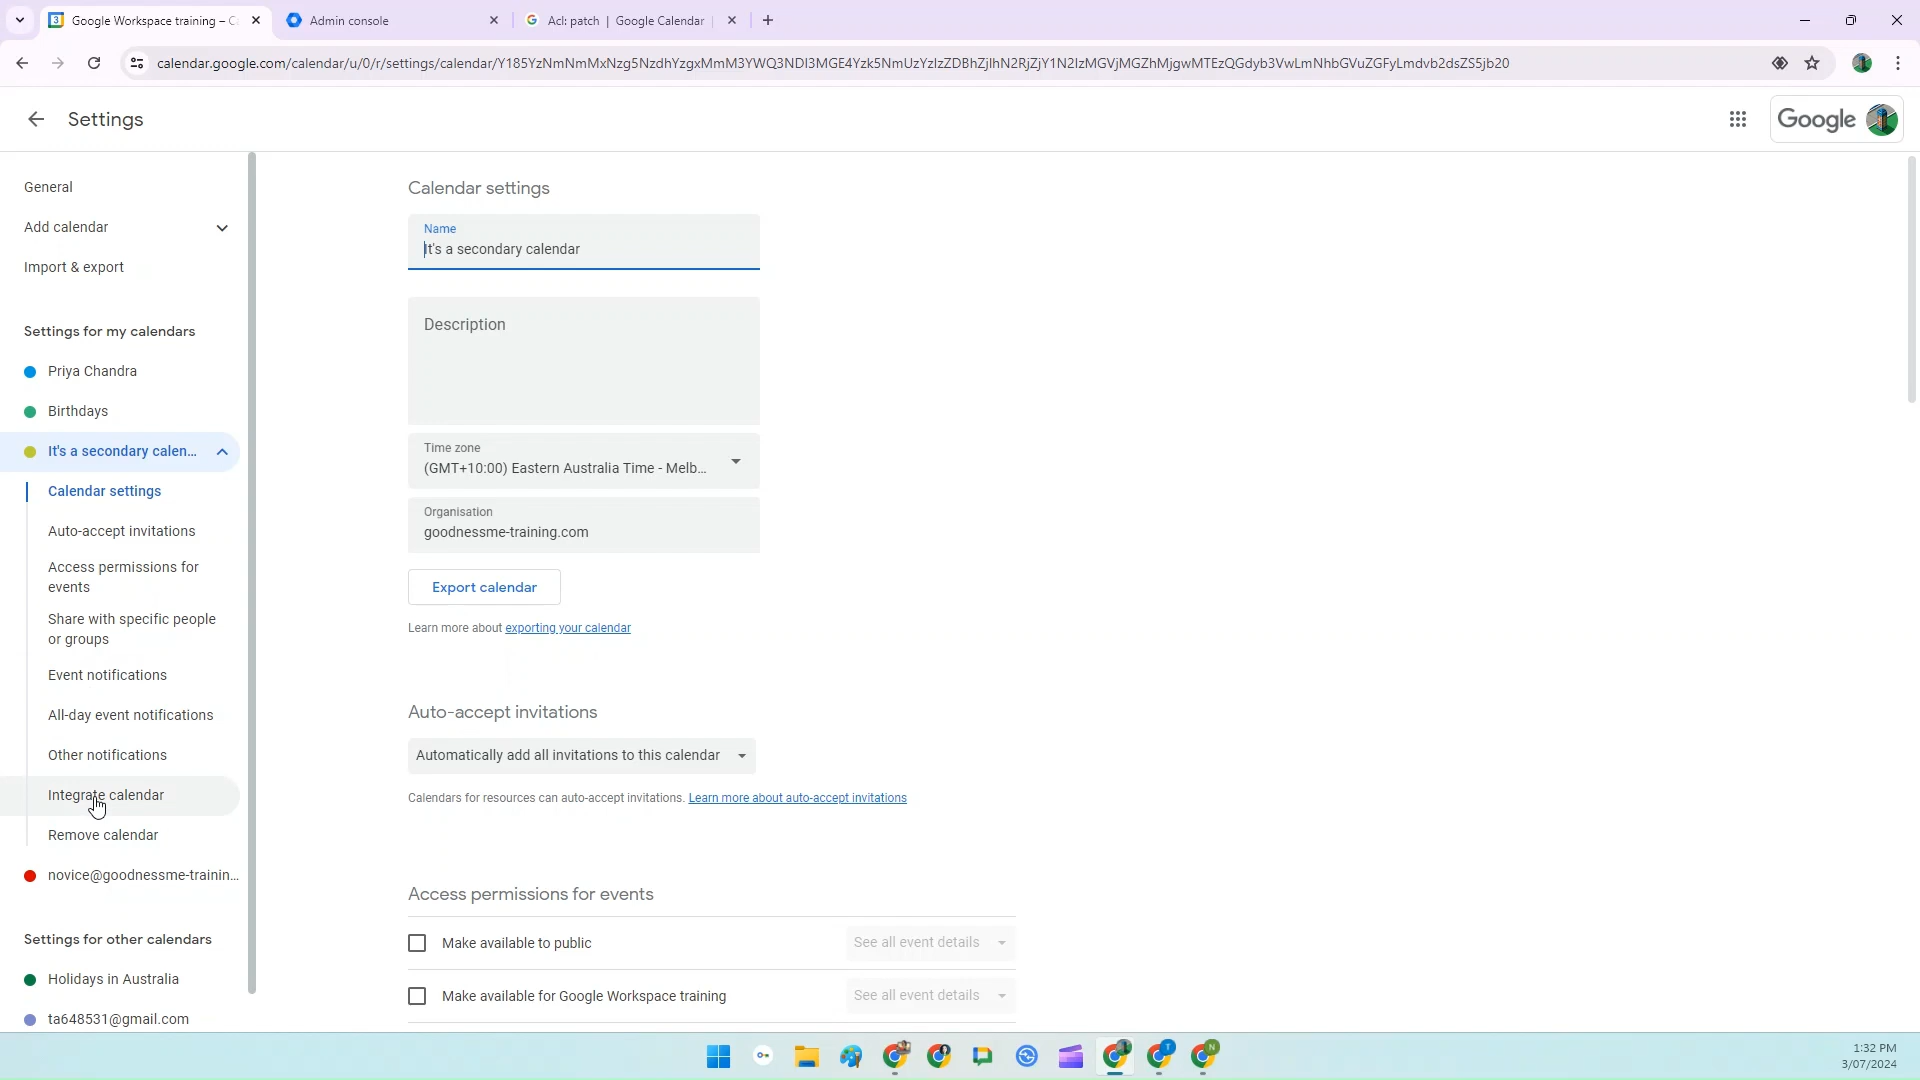 Google Workspace training – C
Admin console
Acl: patch | Google Calendar
calendar.google.com/calendar/u/0/r/settings/calendar/
Settings
Google
General
Add calendar
Import & export
Settings for my calendars
Priya Chandra
Birthdays
It's a secondary calen...
Calendar settings
Auto-accept invitations
Access permissions for
events
Share with specific people
or groups
Event notifications
All-day event notifications
Other notifications
Integrate calendar
Remove calendar
novice@goodnessme-trainin...
Settings for other calendars
Holidays in Australia
ta648531@gmail.com
Calendar settings
Name
It's a secondary calendar
Description
Time zone
(GMT+10:00) Eastern Australia Time - Melb...
Organisation
goodnessme-training.com
Export calendar
Learn more about exporting your calendar
Auto-accept invitations
Automatically add all invitations to this calendar
Calendars for resources can auto-accept invitations. Learn more about auto-accept invitations
Access permissions for events
Make available to public
See all event details
Make available for Google Workspace training
See all event details
1:32 PM
3/07/2024